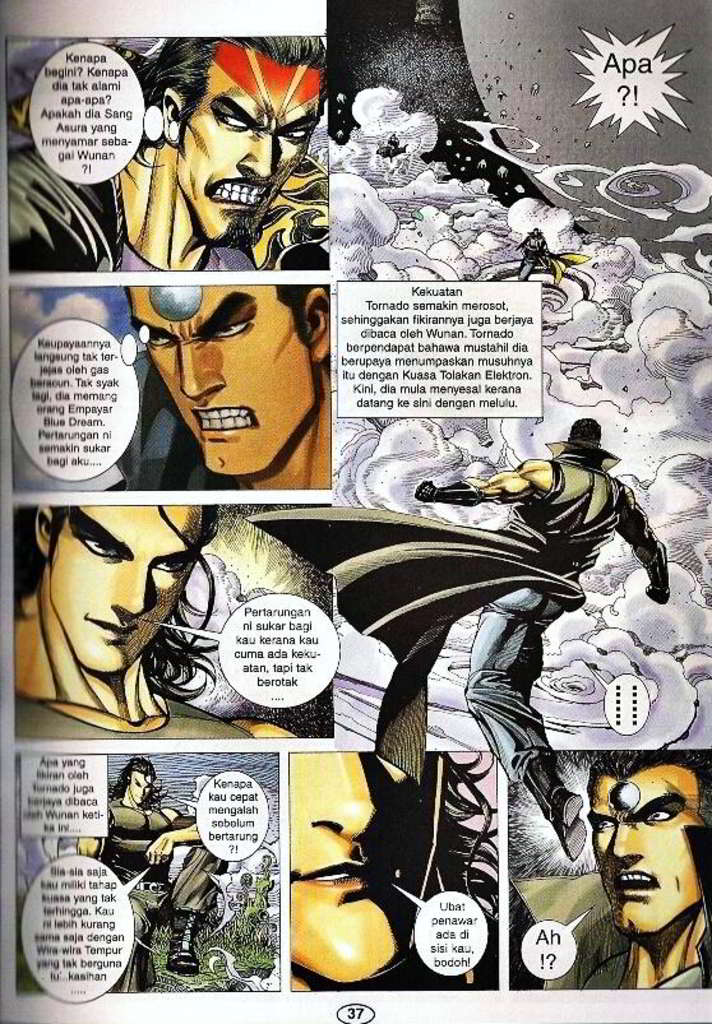 Kenapa
begini? Kenapa
dia tak alami
apa-apa?
Apakah dia Sang
Asura yang
menyamar seba-
gai Wunan
?!
Apa
?!
Keupayaannya
langsung tak ter-
jejas oleh gas
beracun. Tak syak
lagi, dia memang
orang Empayar
Blue Dream.
Pertarungan ni
semakin sukar
bagi aku....
Kekuatan
Tornado semakin merosot,
sehinggakan fikirannya juga berjaya
dibaca oleh Wunan. Tornado
berpendapat bahawa mustahil dia
berupaya menumpaskan musuhnya
itu dengan Kuasa Tolakan Elektron.
Kini, dia mula menyesal kerana
datang ke sini dengan melulu.
Pertarungan
ni sukar bagi
kau kerana kau
cuma ada keku-
atan, tapi tak
berotak
....
Apa yang
fikiran oleh
Tornado juga
berjaya dibaca
oleh Wunan keti-
ka ini....
Kenapa
kau cepat
mengalah
sebelum
bertarung
?!
Sia-sia saja
kau miliki tahap
kuasa tak
terhingga. Kau
ni lebih kurang
sama saja dengan
Wira-wira Tempur
yang tak berguna
tu..kasihan
.....
Ubat
penawar
ada di
sisi kau,
bodoh!
Ah
!?
37